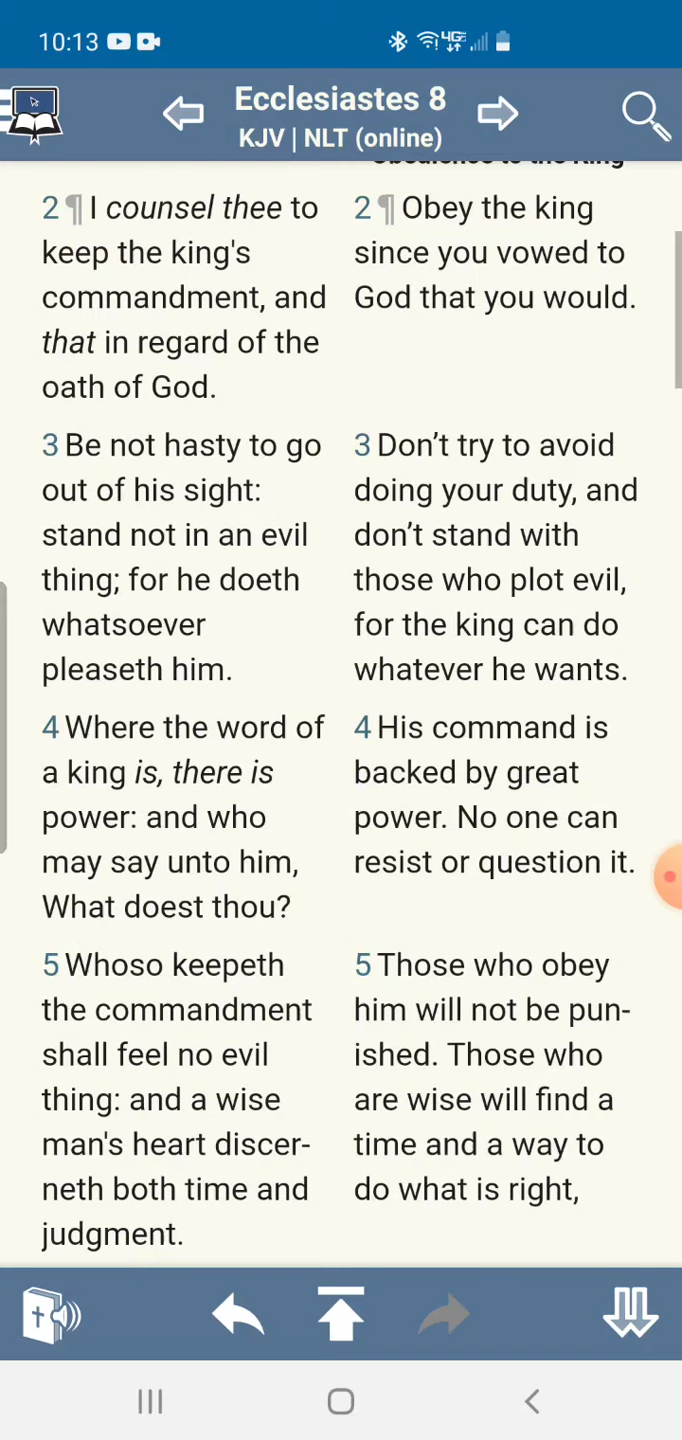 10:13
4G
Ecclesiastes 8
KJV | NLT (online)
Obedience to the King
2 ¶ I counsel thee to
keep the king's
commandment, and
that in regard of the
oath of God.
3 Be not hasty to go
out of his sight:
stand not in an evil
thing; for he doeth
whatsoever
pleaseth him.
4 Where the word of
a king is, there is
power: and who
may say unto him,
What doest thou?
5 Whoso keepeth
the commandment
shall feel no evil
thing: and a wise
man's heart discer-
neth both time and
judgment.
2 ¶ Obey the king
since you vowed to
God that you would.
3 Don’t try to avoid
doing your duty, and
don’t stand with
those who plot evil,
for the king can do
whatever he wants.
4 His command is
backed by great
power. No one can
resist or question it.
5 Those who obey
him will not be pun-
ished. Those who
are wise will find a
time and a way to
do what is right,